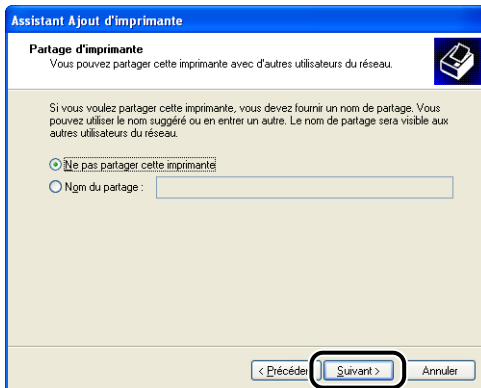 Assistant Ajout d'imprimante
Partage d'imprimante
Vous pouvez partager cette imprimante avec d'autres utilisateurs du réseau.
Si vous voulez partager cette imprimante, vous devez fournir un nom de partage. Vous
pouvez utiliser le nom suggéré ou en entrer un autre. Le nom de partage sera visible aux
autres utilisateurs du réseau.
Ne pas partager cette imprimante
Nom du partage :
< Précéden
Suivant >
Annuler